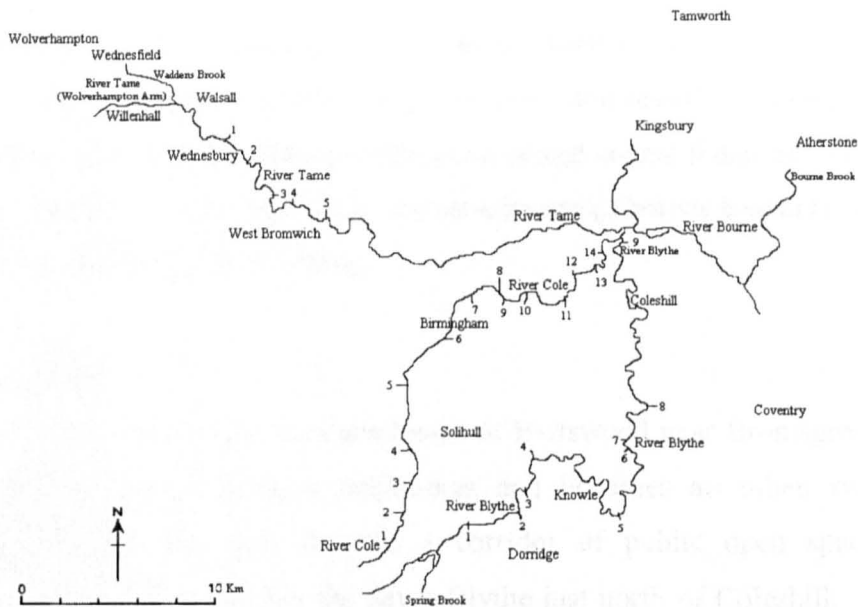 Tamworth
Wolverhampton
Wednesfield
Waddens Brook
River Tame
(Wolverhampton Arm)
Walsall
Willenhall
Kingsbury
1
Atherstone
Wednesbury
2
Bourne Brook
River Tame
3 4
5
River Tame
West Bromwich
River Bourne
9
River Blythe
14
12
13
8
River Cole
7
9
10
11
Coleshill
Birmingham
6
5
8
Coventry
Solihull
4
4
7
River Blythe
6
3
3
Knowle
River Blythe
2
1
2
5
River Cole
1
Dorridge
N
0
10 Km
Spring Brook